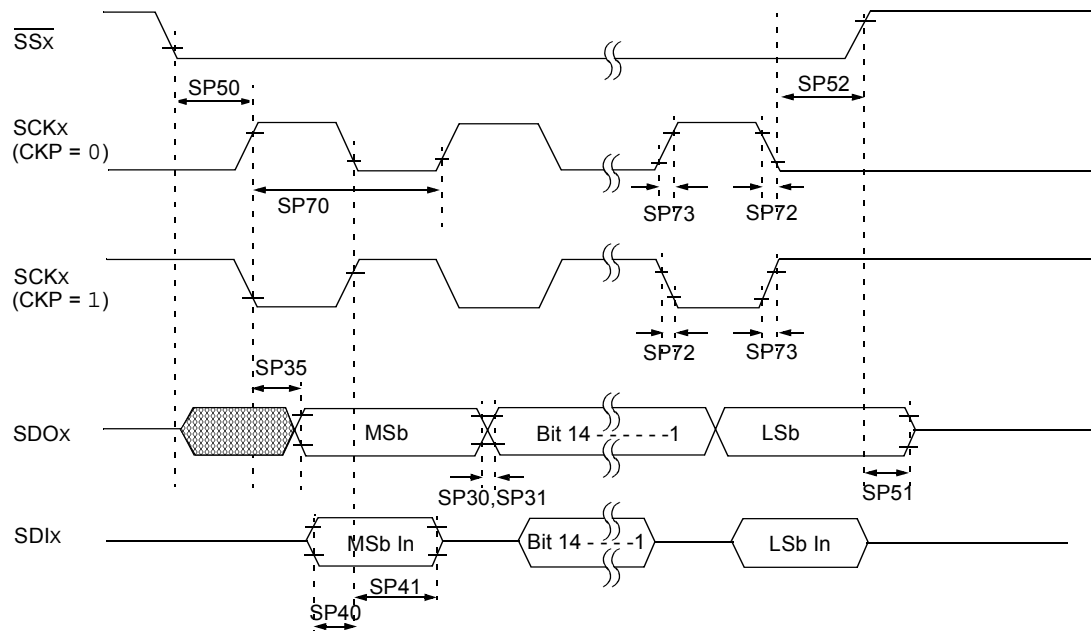 SSx
SP50
SP52
SCKx
(CKP = 0)
SP70
SP73
SP72
SCKx
(CKP = 1)
SP72
SP73
SP35
SDOx
MSb
Bit 14 - - - - - -1
LSb
SP30,SP31
SP51
SDIx
MSb In
Bit 14 - - - -1
LSb In
SP41
SP40